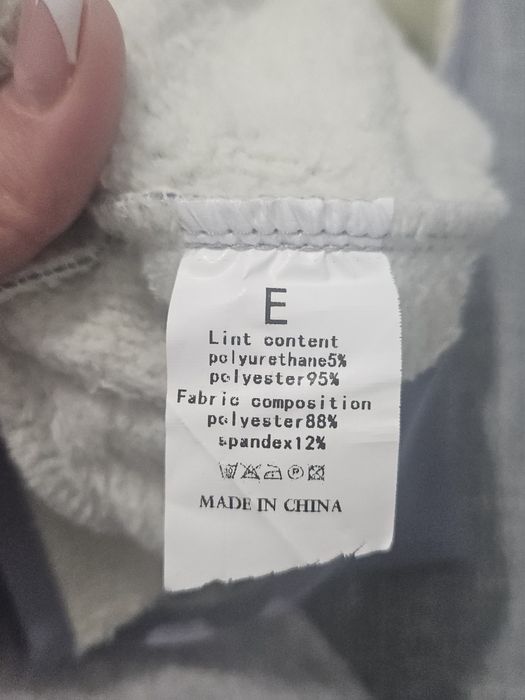 E
Lint content
polyurethane5%
polyester95%
Fabric composition
polyester88%
spandex12%
P
MADE IN CHINA